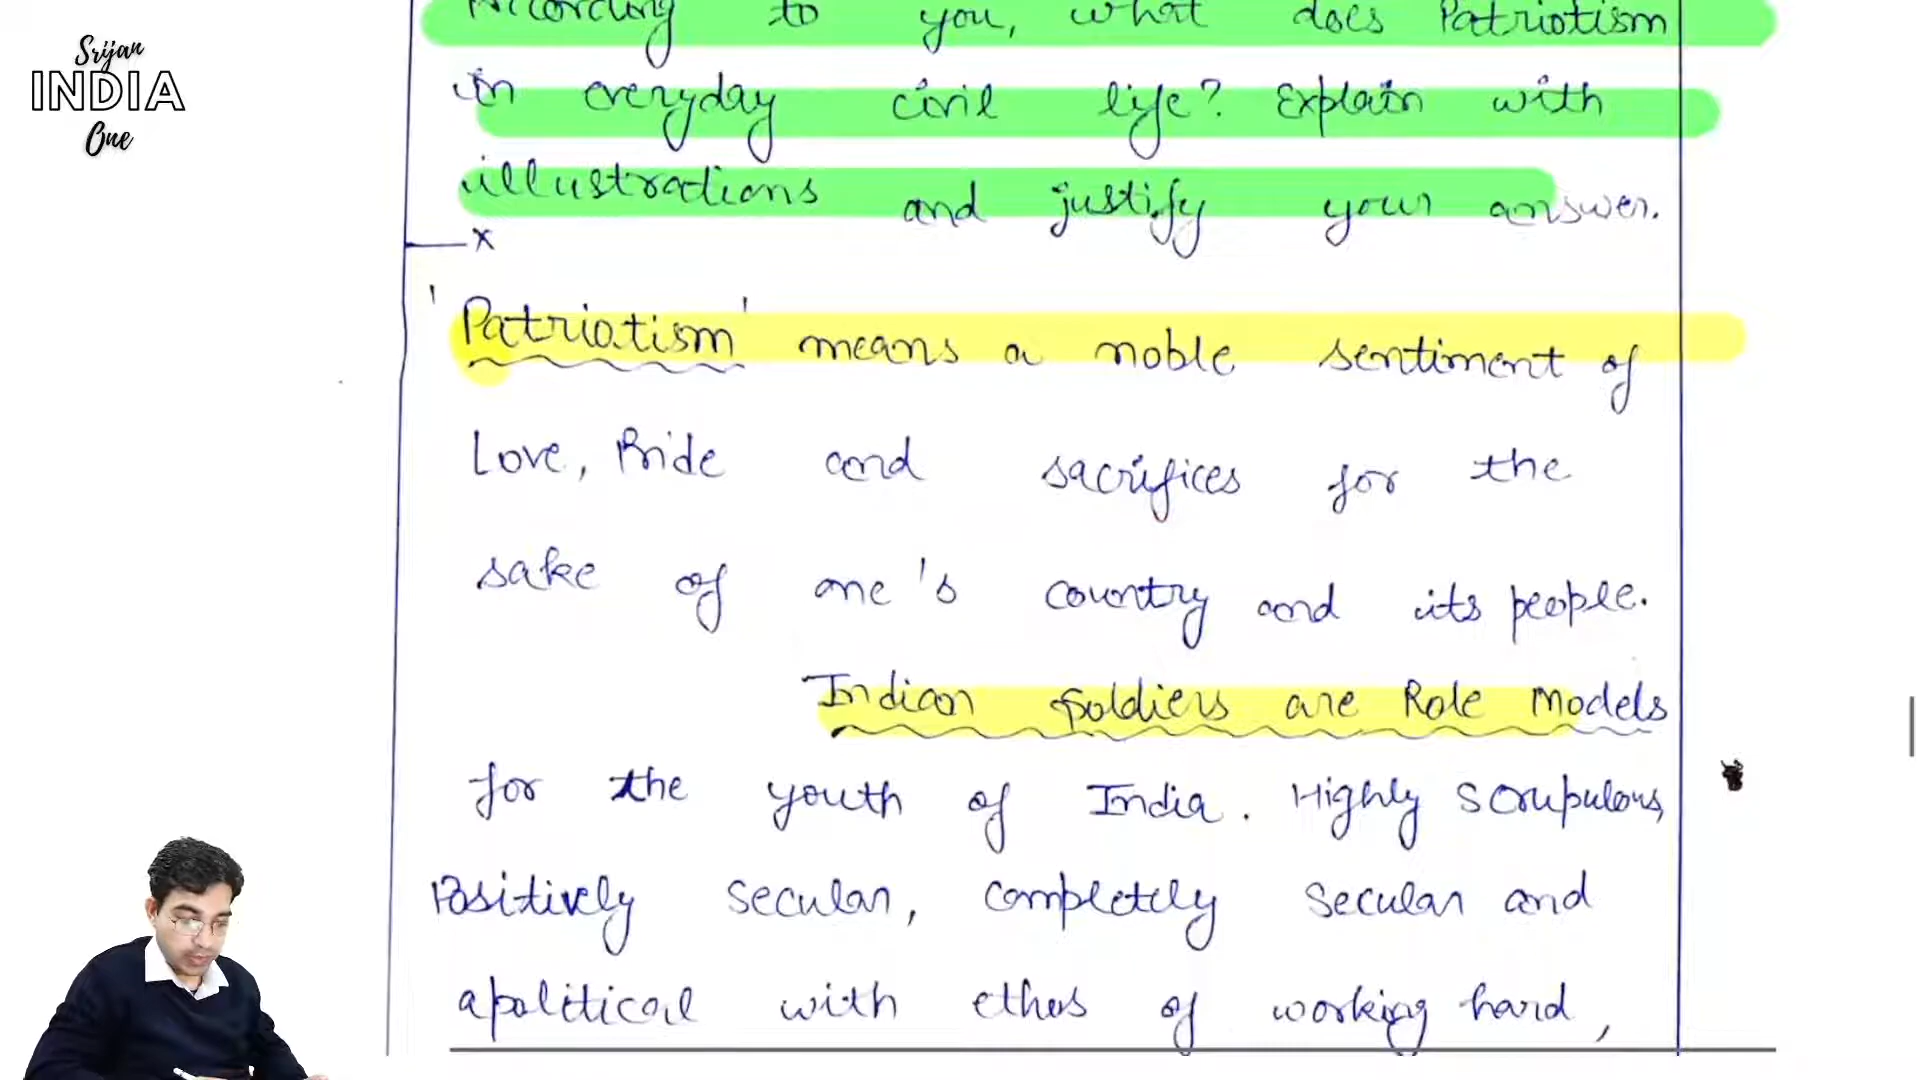 Srijan
INDIA
One
According to you, what does Patriotism
in everyday civil life? Explain with
illustrations and justify your answer.
x
'Patriotism' means a noble sentiment of
Love, Pride and sacrifices for the
sake of one's country and its people.
Indian Soldiers are Role Models
for the youth of India. Highly scrupulous,
Positively secular, completely secular and
apolitical with ethos of working hard,